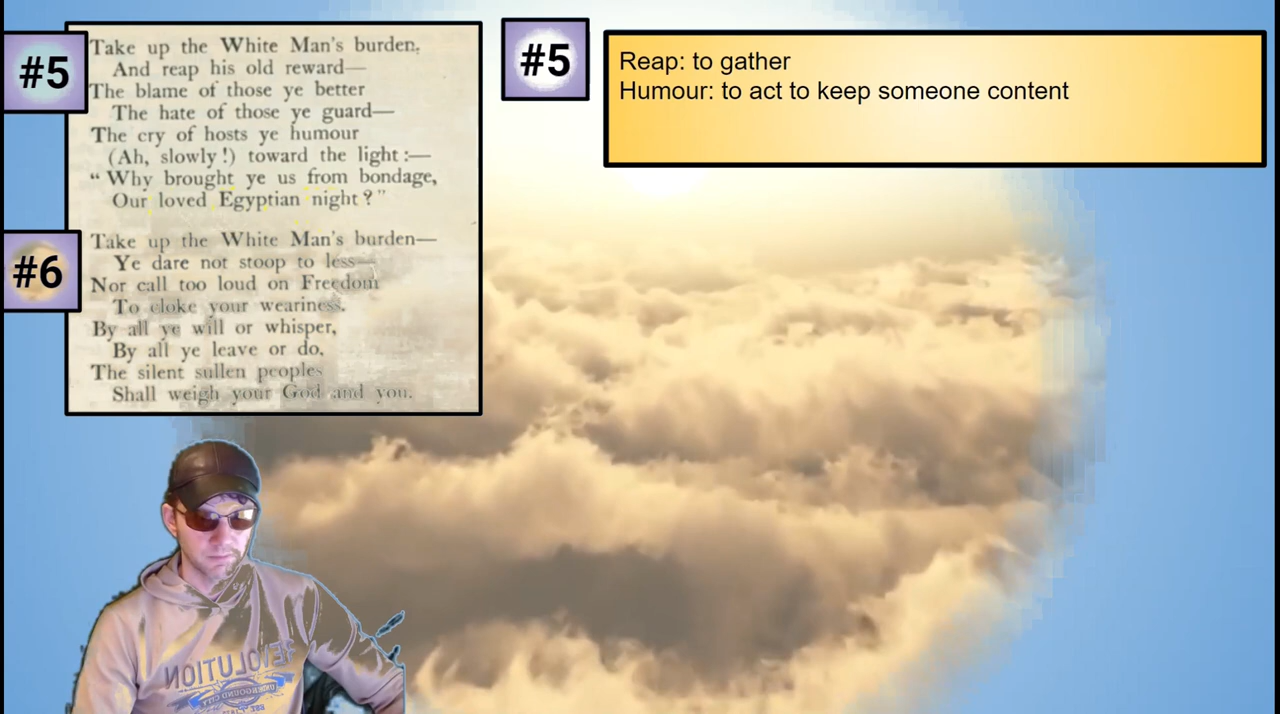 #5
Take up the White Man's burden,
And reap his old reward—
The blame of those ye better
The hate of those ye guard—
The cry of hosts ye humour
(Ah, slowly!) toward the light:—
“ Why brought ye us from bondage,
Our loved Egyptian night?”
#6
Take up the White Man's burden—
Ye dare not stoop to less—
Nor call too loud on Freedom
To cloke your weariness.
By all ye will or whisper,
By all ye leave or do,
The silent sullen peoples
Shall weigh your God and you.
#5
Reap: to gather
Humour: to act to keep someone content
REVOLUTION
UNDERGROUND CITY